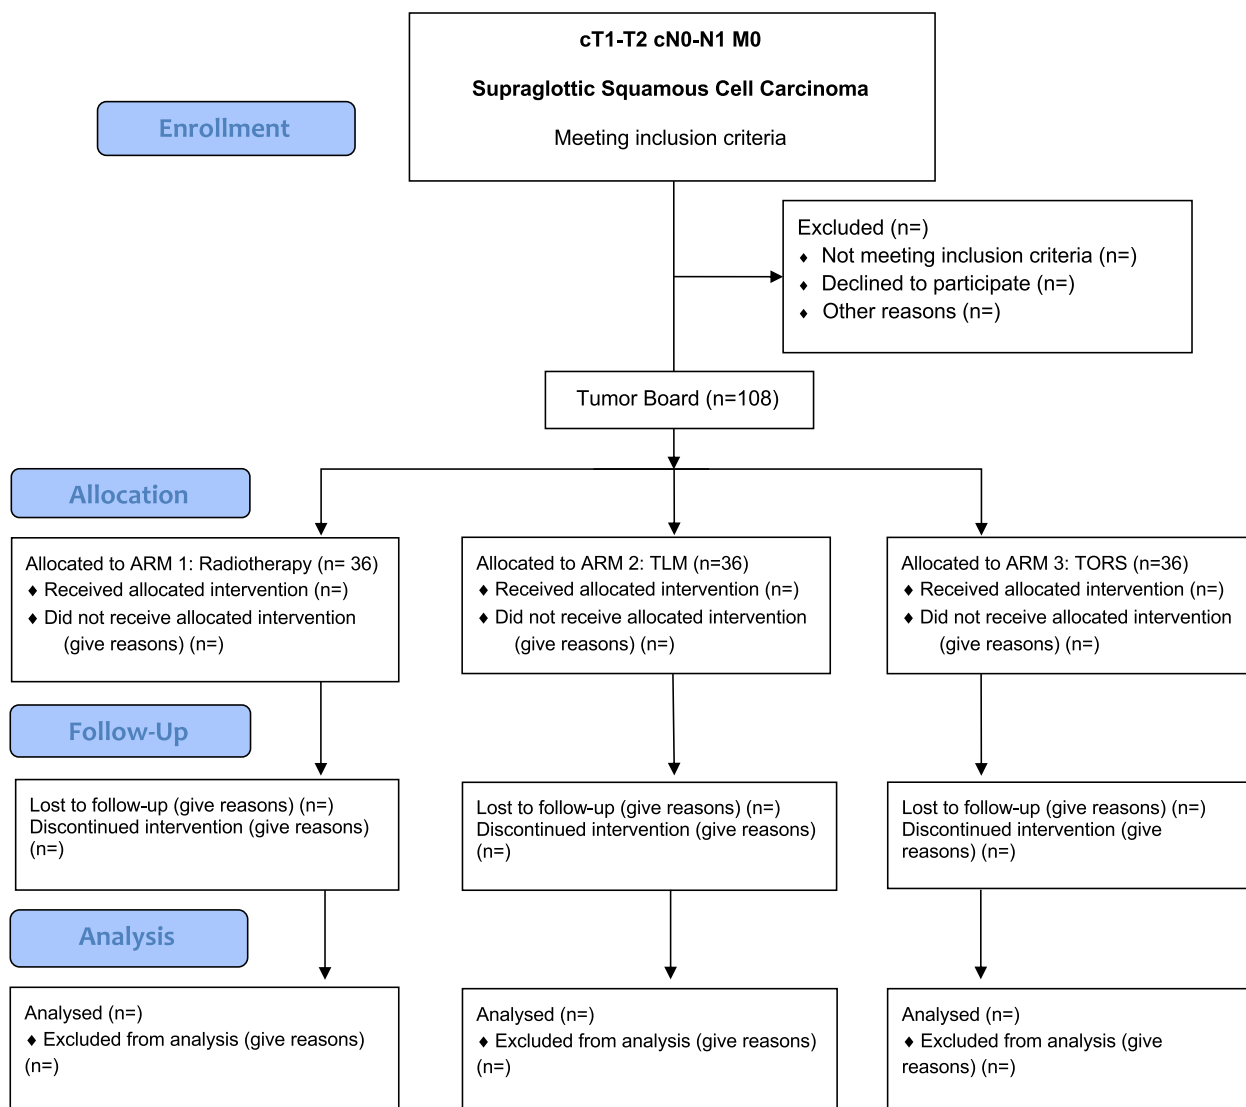 cT1-T2 cN0-N1 M0
Supraglottic Squamous Cell Carcinoma
Meeting inclusion criteria
Enrollment
Excluded (n=)
♦ Not meeting inclusion criteria (n=)
♦ Declined to participate (n=)
♦ Other reasons (n=)
Tumor Board (n=108)
Allocation
Allocated to ARM 1: Radiotherapy (n= 36)
♦ Received allocated intervention (n=)
♦ Did not receive allocated intervention
(give reasons) (n=)
Allocated to ARM 2: TLM (n=36)
♦ Received allocated intervention (n=)
♦ Did not receive allocated intervention
(give reasons) (n=)
Allocated to ARM 3: TORS (n=36)
♦ Received allocated intervention (n=)
♦ Did not receive allocated intervention
(give reasons) (n=)
Follow-Up
Lost to follow-up (give reasons) (n=)
Discontinued intervention (give reasons)
(n=)
Lost to follow-up (give reasons) (n=)
Discontinued intervention (give reasons)
(n=)
Lost to follow-up (give reasons) (n=)
Discontinued intervention (give
reasons) (n=)
Analysis
Analysed (n=)
♦ Excluded from analysis (give reasons)
(n=)
Analysed (n=)
♦ Excluded from analysis (give reasons)
(n=)
Analysed (n=)
♦ Excluded from analysis (give
reasons) (n=)